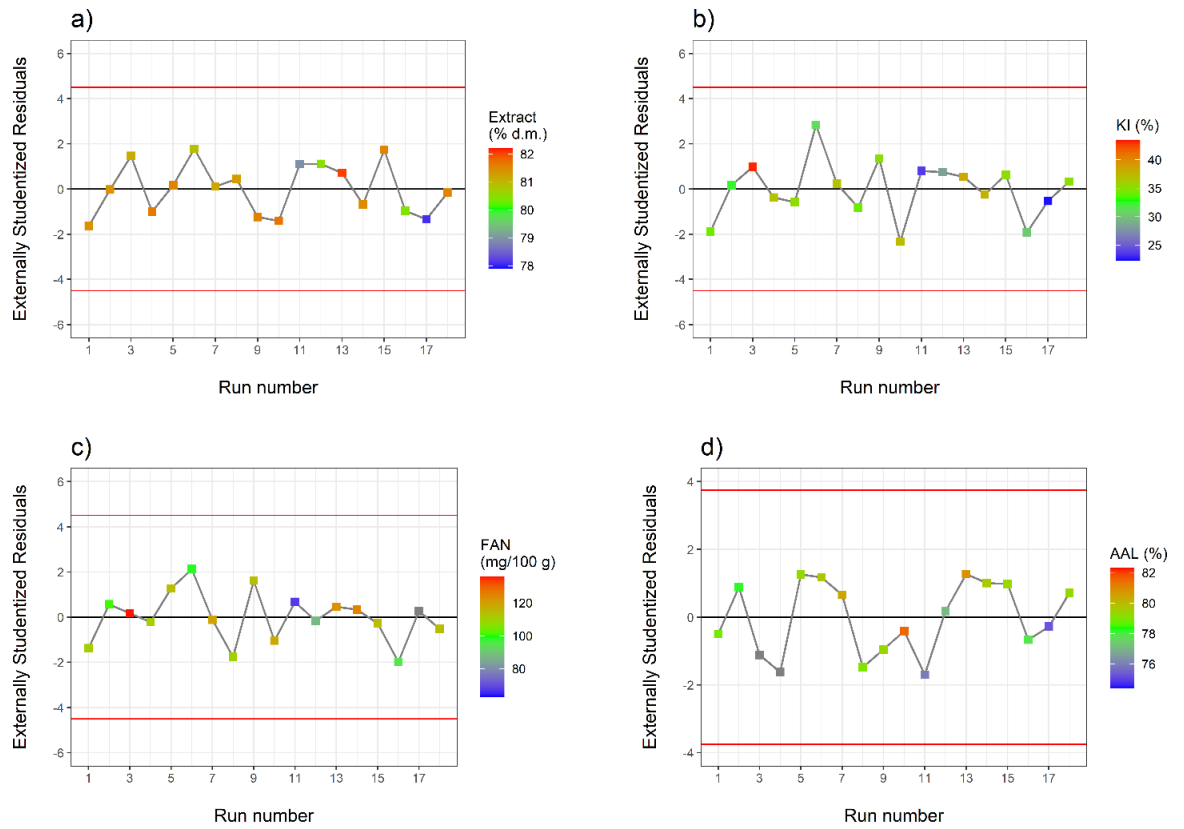 a)
Externally Studentized Residuals
6
4
2
0
-2
-4
-6
1 3 5 7 9 11 13 15 17
Run number
Extract
(% d.m.)
82
81
80
79
78
b)
Externally Studentized Residuals
6
4
2
0
-2
-4
-6
1 3 5 7 9 11 13 15 17
Run number
KI (%)
40
35
30
25
c)
Externally Studentized Residuals
6
4
2
0
-2
-4
-6
1 3 5 7 9 11 13 15 17
Run number
FAN
(mg/100 g)
120
100
80
d)
Externally Studentized Residuals
4
2
0
-2
-4
1 3 5 7 9 11 13 15 17
Run number
AAL (%)
82
80
78
76